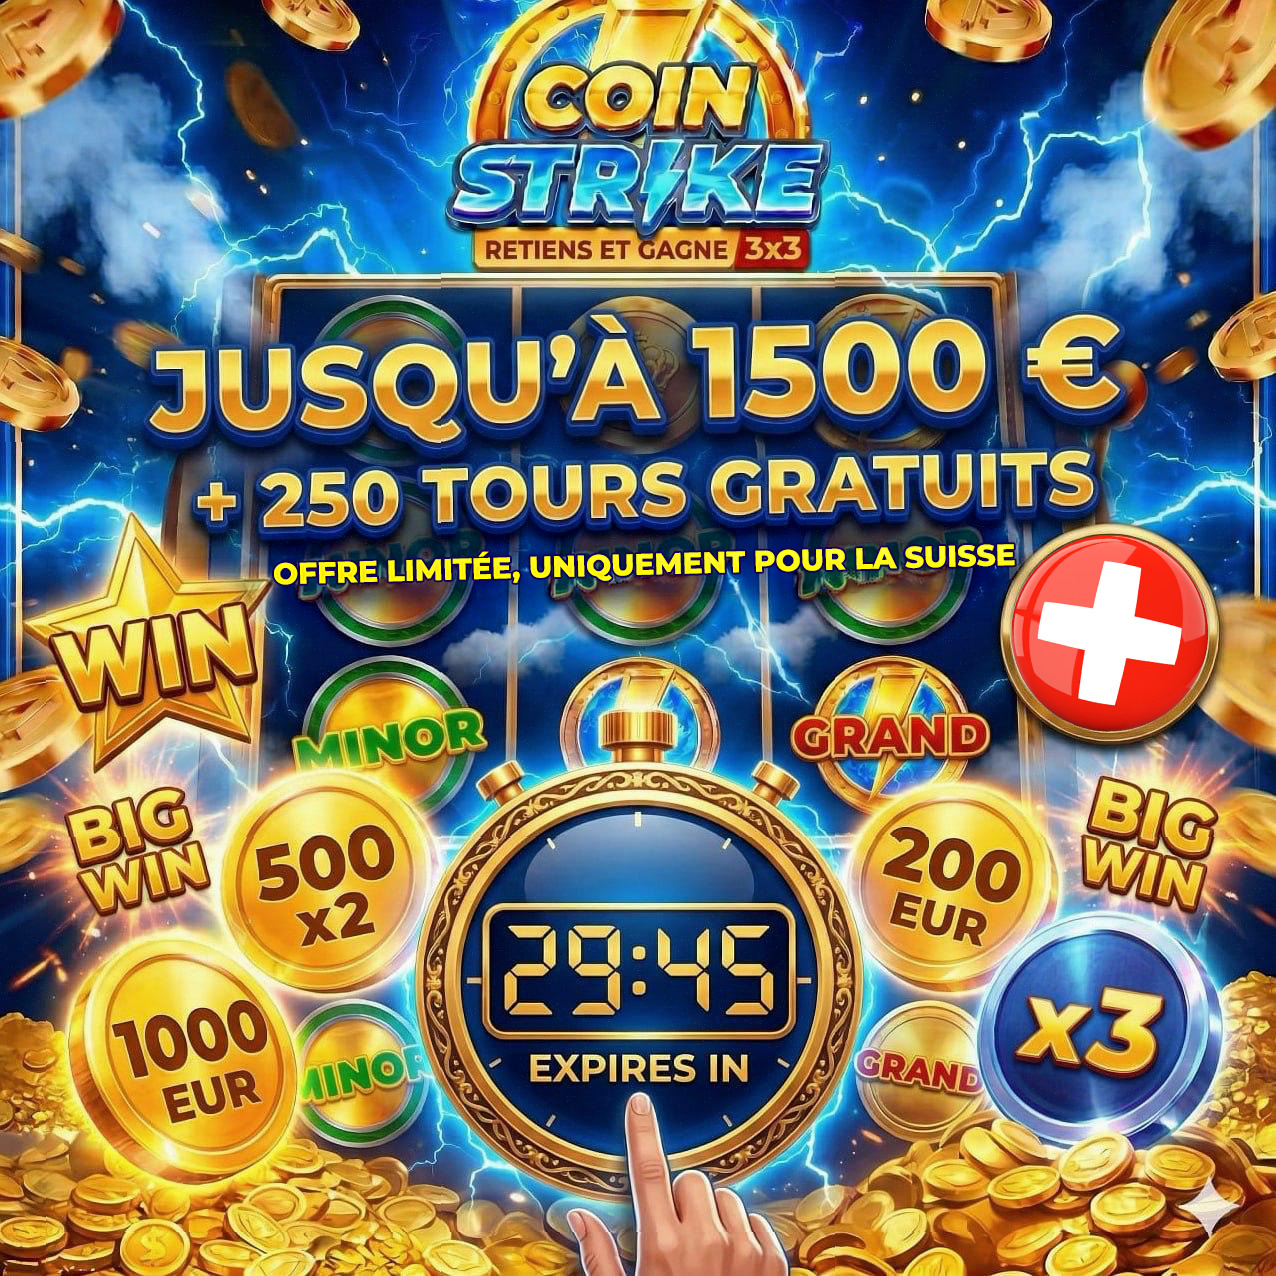 COIN
STRIKE
RETIENS ET GAGNE 3x3
JUSQU'À 1500 €
+ 250 TOURS GRATUITS
OFFRE LIMITÉE, UNIQUEMENT POUR LA SUISSE
WIN
MINOR
GRAND
BIG
WIN
500
x2
200
EUR
BIG
WIN
29:45
EXPIRES IN
1000
EUR
MINOR
GRAND
x3